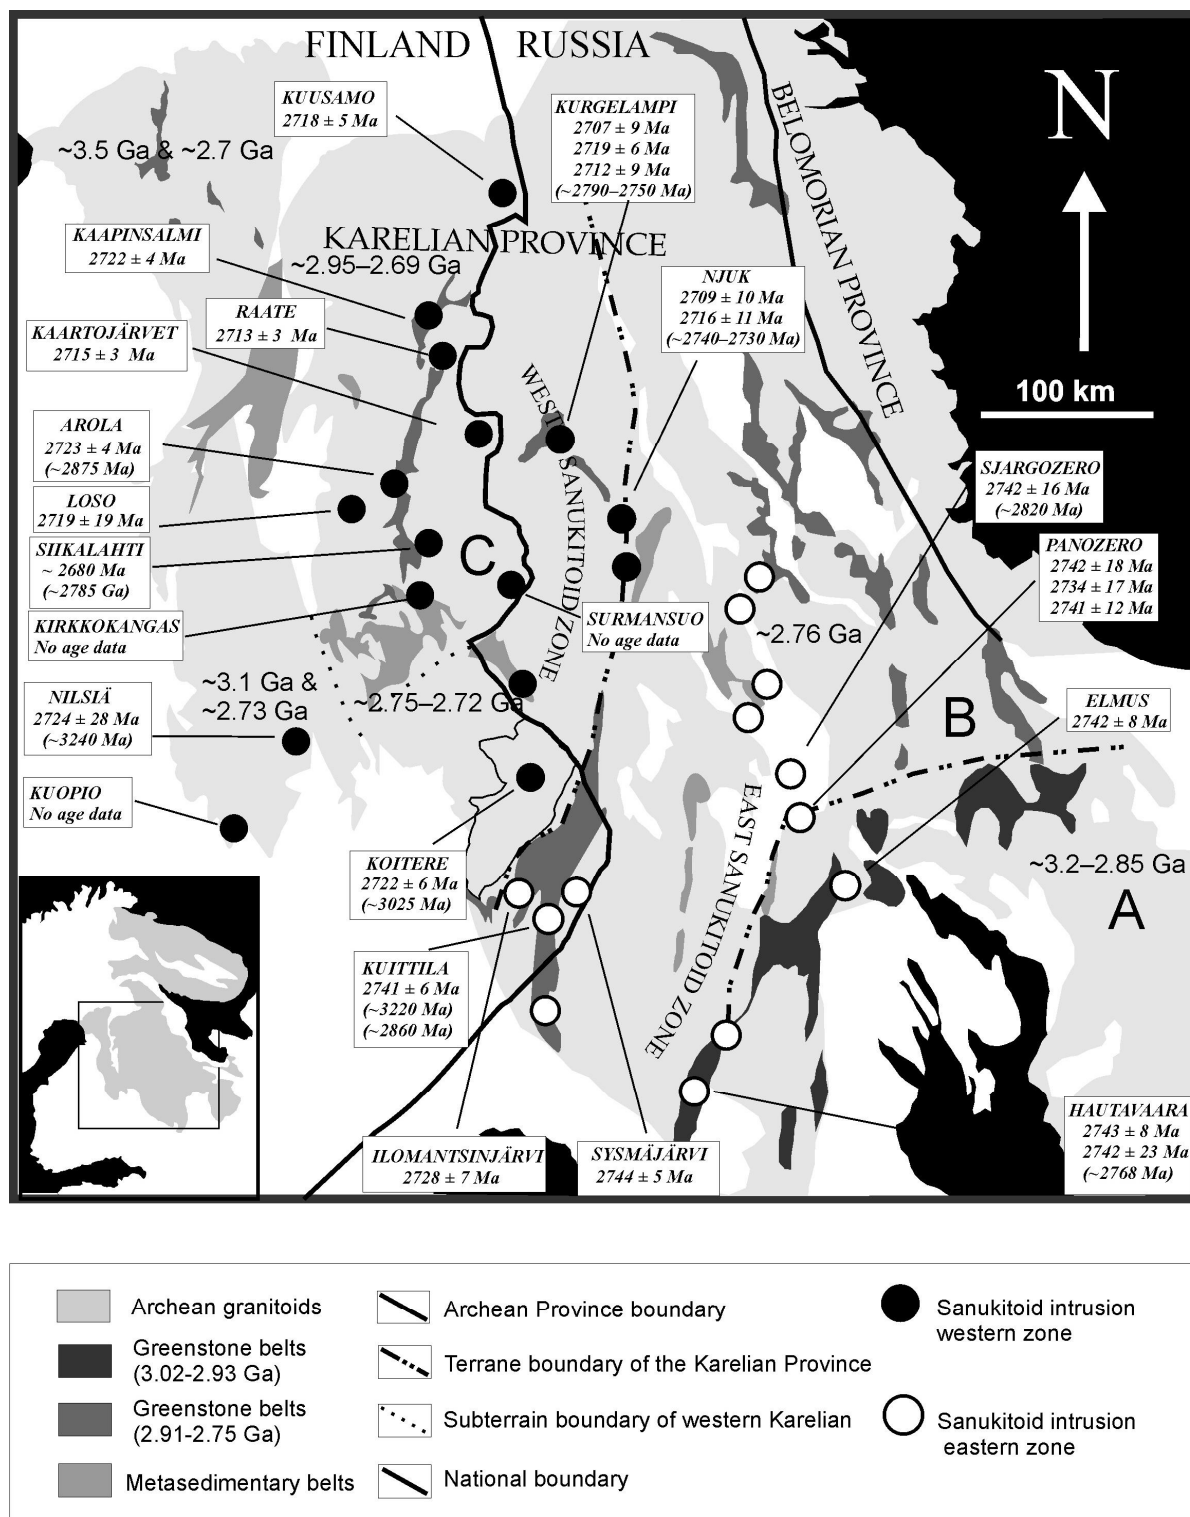 FINLAND RUSSIA
N
100 km
BELOMORIAN PROVINCE
KARELIAN PROVINCE
~2.95–2.69 Ga
~3.5 Ga & ~2.7 Ga
KUUSAMO
2718 ± 5 Ma
KURGELAMPI
2707 ± 9 Ma
2719 ± 6 Ma
2712 ± 9 Ma
(~2790–2750 Ma)
KAAPINSALMI
2722 ± 4 Ma
RAATE
2713 ± 3 Ma
KAARTOJÄRVET
2715 ± 3 Ma
NJUK
2709 ± 10 Ma
2716 ± 11 Ma
(~2740–2730 Ma)
WEST SANUKITOID ZONE
AROLA
2723 ± 4 Ma
(~2875 Ma)
LOSO
2719 ± 19 Ma
SIIKALAHTI
~ 2680 Ma
(~2785 Ga)
KIRKKOKANGAS
No age data
C
SURMANSUO
No age data
SJARGOZERO
2742 ± 16 Ma
(~2820 Ma)
PANOZERO
2742 ± 18 Ma
2734 ± 17 Ma
2741 ± 12 Ma
~2.76 Ga
~3.1 Ga &
~2.73 Ga
~2.75–2.72 Ga
NILSIÄ
2724 ± 28 Ma
(~3240 Ma)
B
ELMUS
2742 ± 8 Ma
KUOPIO
No age data
EAST SANUKITOID ZONE
KOITERE
2722 ± 6 Ma
(~3025 Ma)
~3.2–2.85 Ga
A
KUITTILA
2741 ± 6 Ma
(~3220 Ma)
(~2860 Ma)
ILOMANTSINJÄRVI
2728 ± 7 Ma
SYSMÄJÄRVI
2744 ± 5 Ma
HAUTAVAARA
2743 ± 8 Ma
2742 ± 23 Ma
(~2768 Ma)
Archean granitoids
Greenstone belts
(3.02-2.93 Ga)
Greenstone belts
(2.91-2.75 Ga)
Metasedimentary belts
Archean Province boundary
Terrane boundary of the Karelian Province
Subterrain boundary of western Karelian
National boundary
Sanukitoid intrusion
western zone
Sanukitoid intrusion
eastern zone